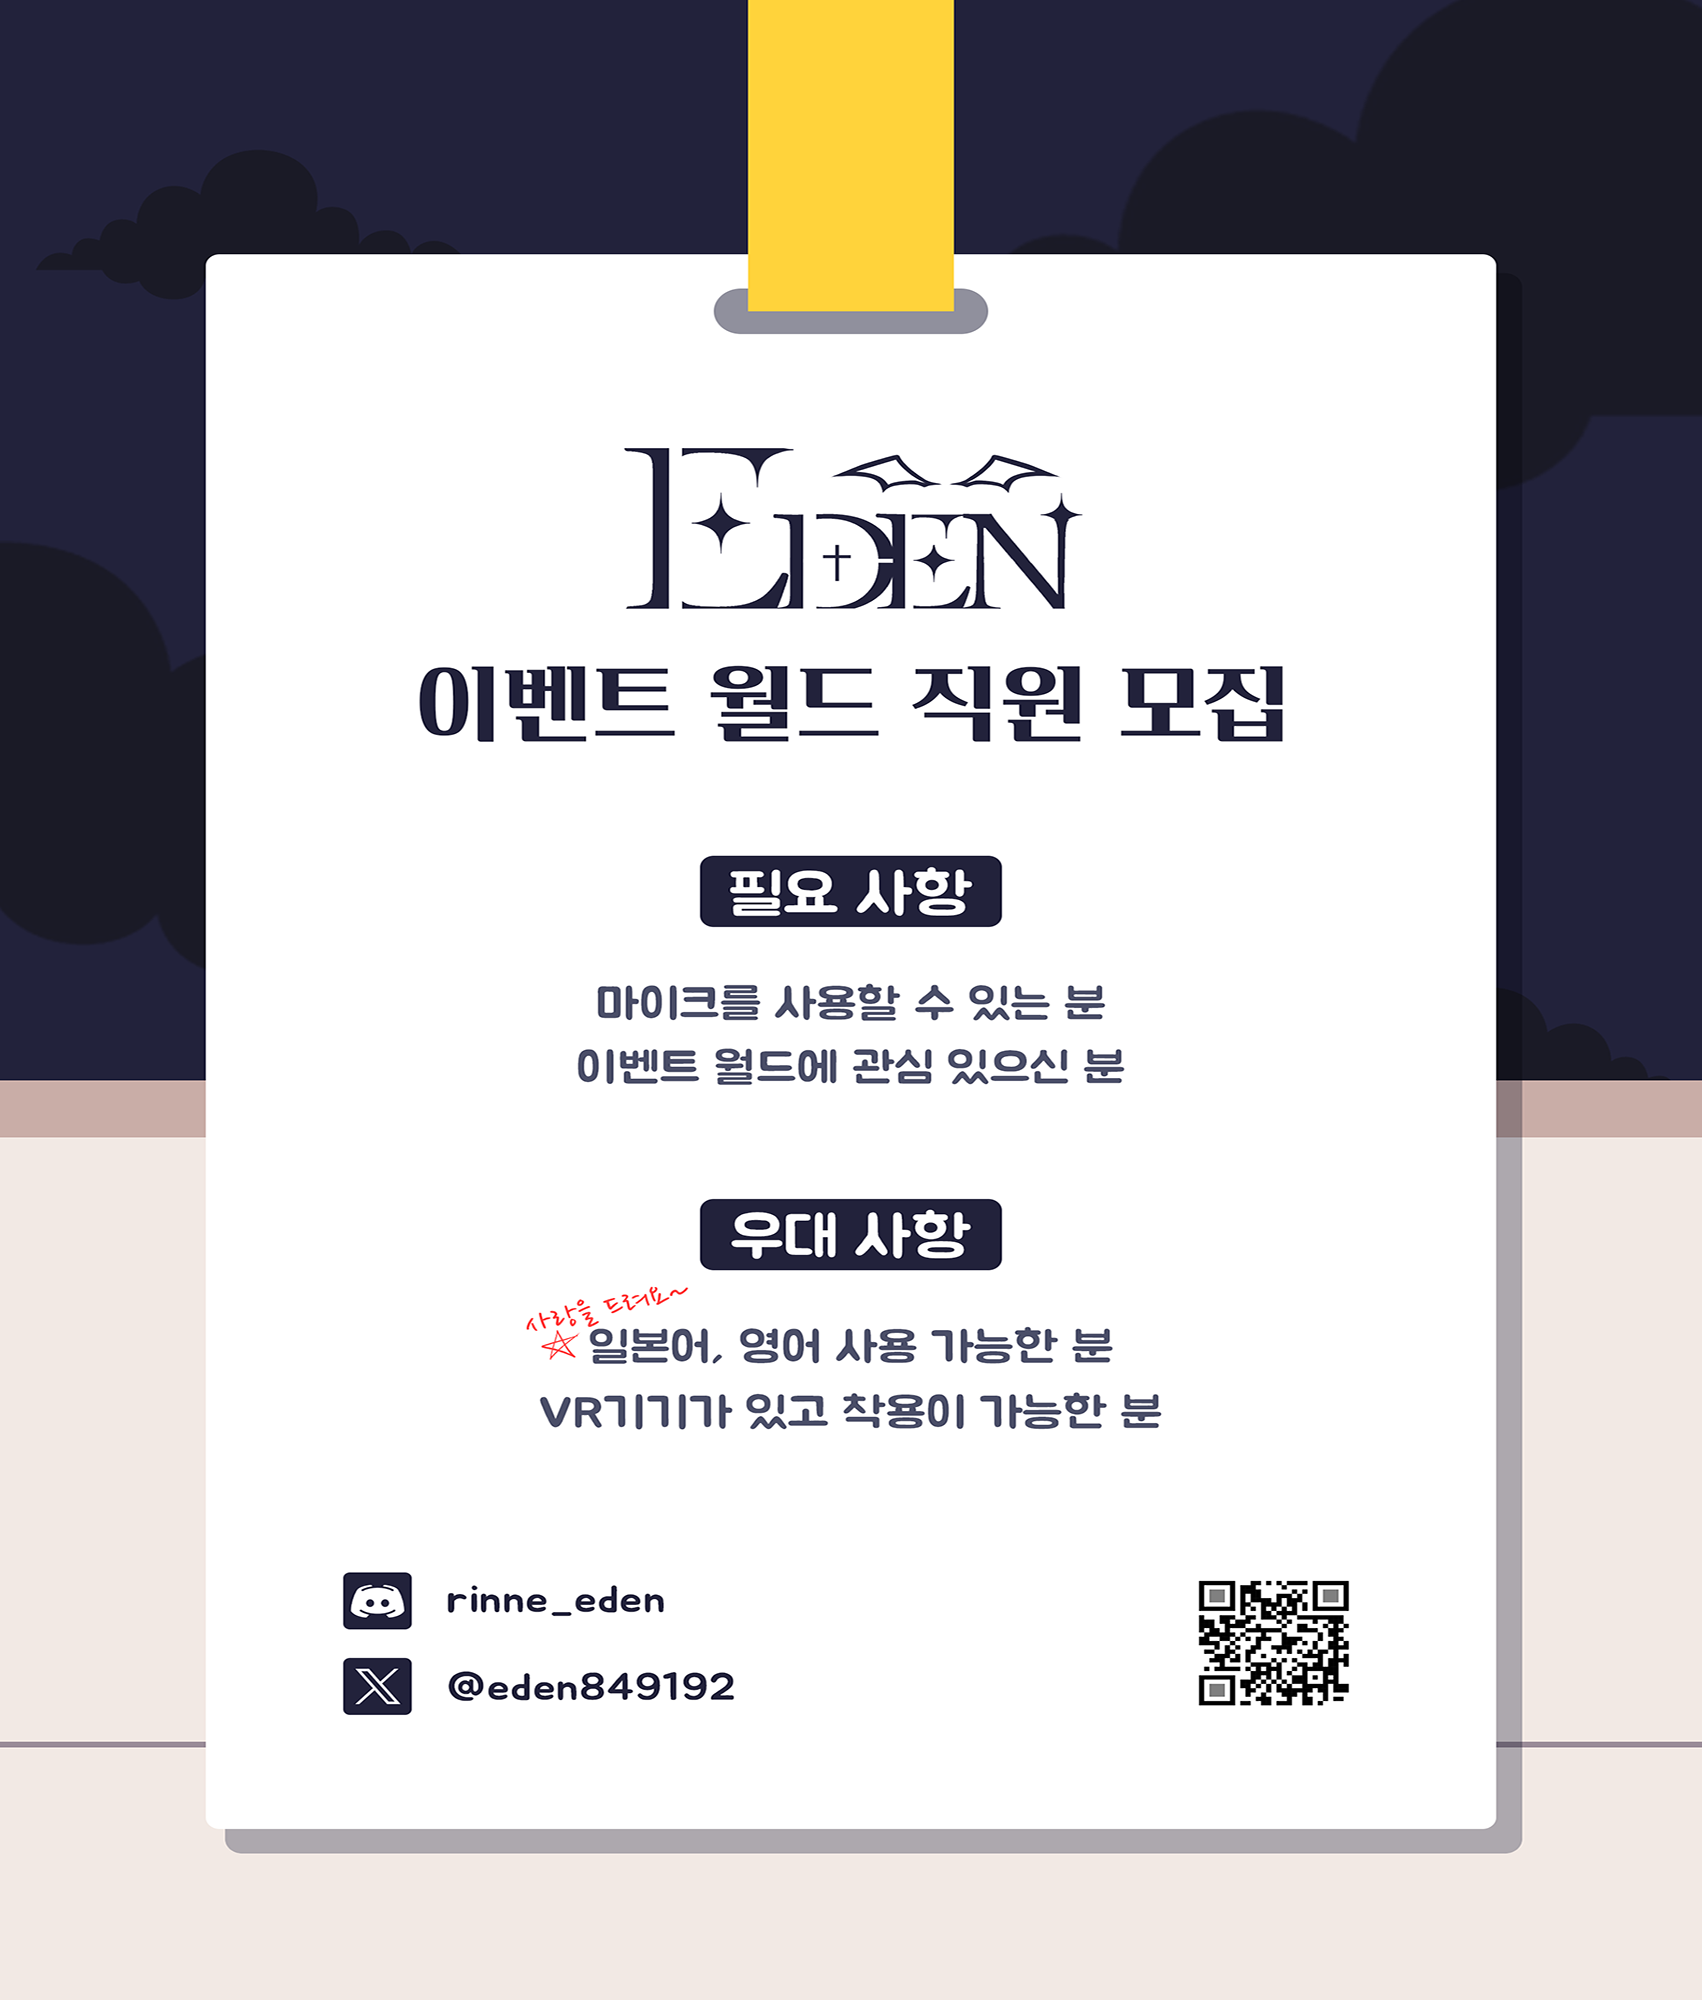 EDEN
이벤트 월드 직원 모집
필요 사항
마이크를 사용할 수 있는 분
이벤트 월드에 관심 있으신 분
우대 사항
사랑을 드려요~
일본어, 영어 사용 가능한 분
VR기기가 있고 착용이 가능한 분
rinne_eden
@eden849192